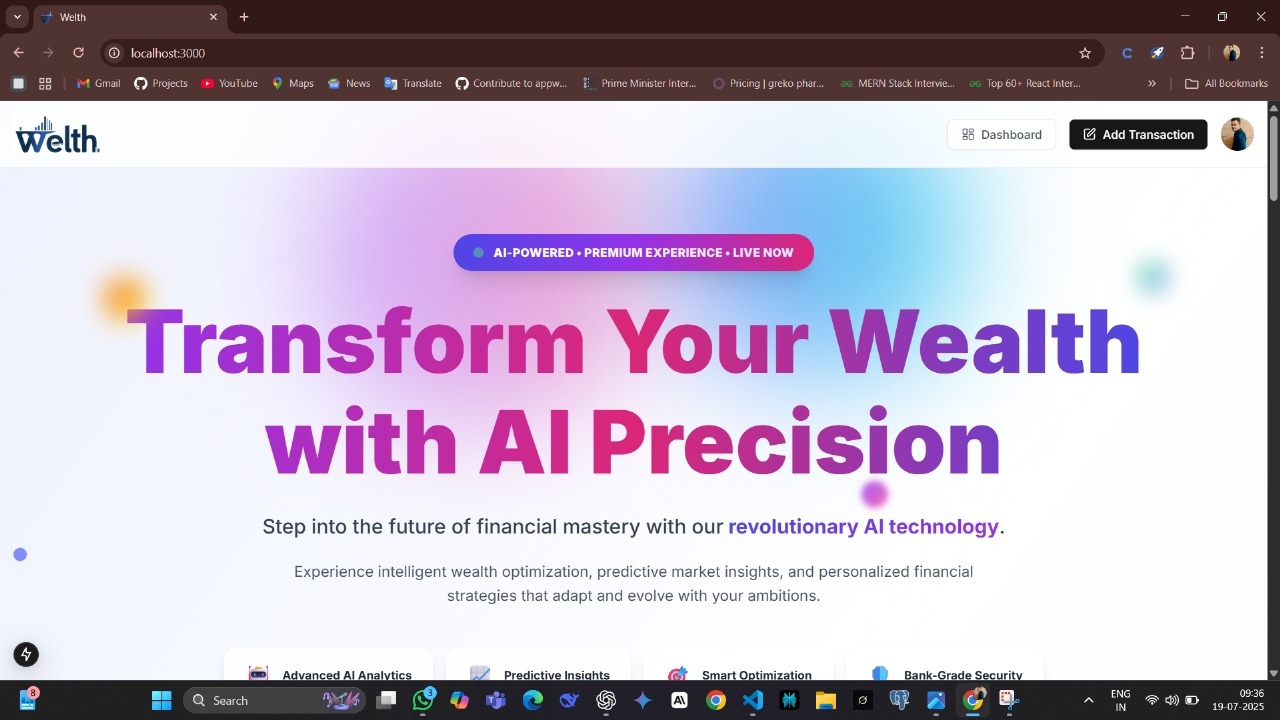 Welth
localhost:3000
Gmail
Projects
YouTube
Maps
News
Translate
Contribute to appw...
Prime Minister Inter...
Pricing | greko phar...
MERN Stack Intervie...
Top 60+ React Inter...
»
All Bookmarks
Welth.
Dashboard
Add Transaction
AI-POWERED • PREMIUM EXPERIENCE • LIVE NOW
Transform Your Wealth
with AI Precision
Step into the future of financial mastery with our revolutionary AI technology.
Experience intelligent wealth optimization, predictive market insights, and personalized financial
strategies that adapt and evolve with your ambitions.
Advanced AI Analytics
Predictive Insights
Smart Optimization
Bank-Grade Security
8
Search
3
ENG
IN
09:36
19-07-2025